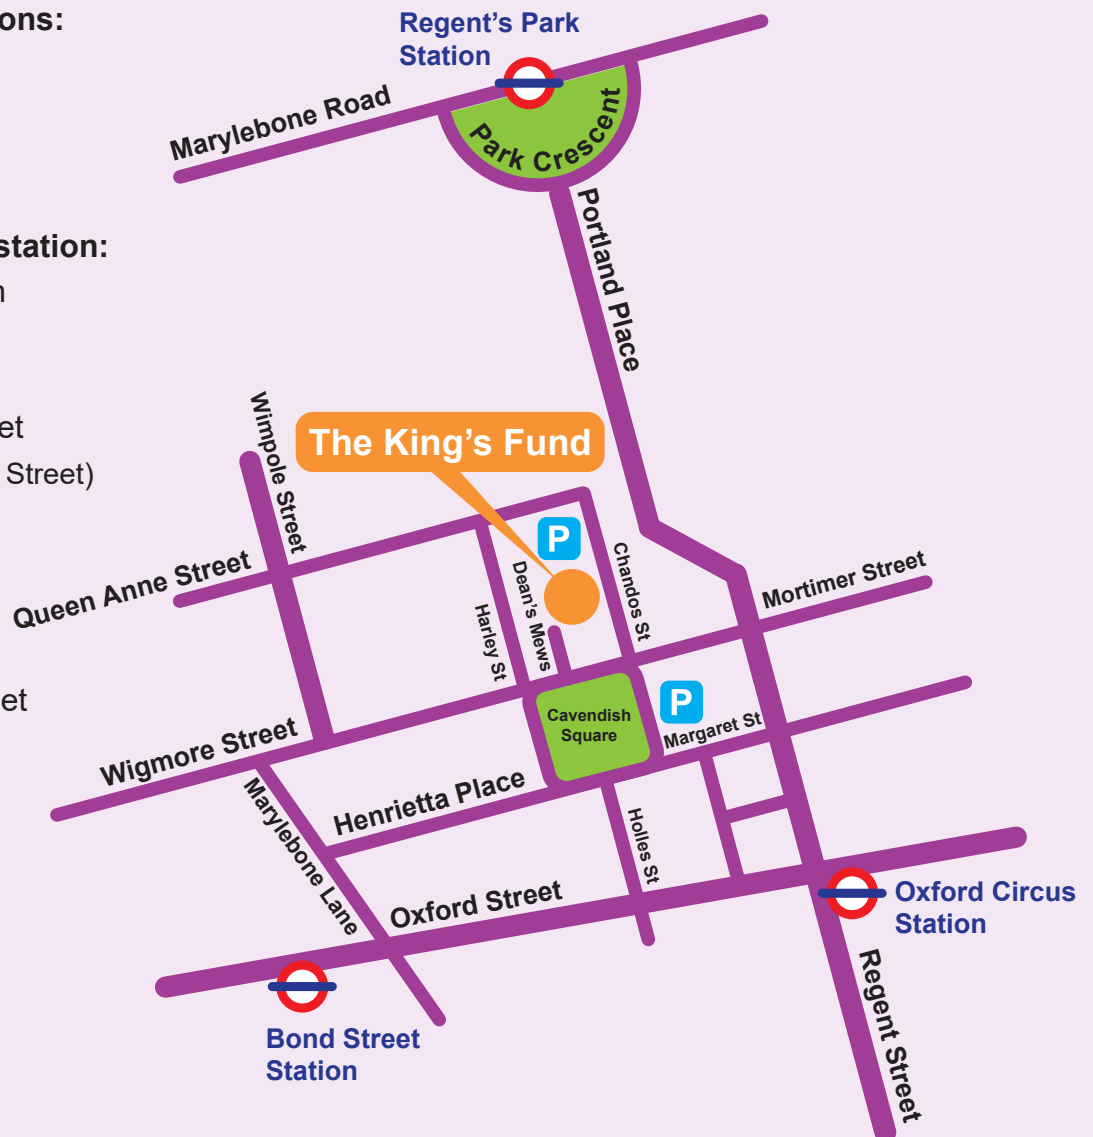 ons:
Regent's Park
Station
Marylebone Road
Park Crescent
station:
Portland Place
et
Street)
Wimpole Street
The King's Fund
P
Queen Anne Street
Chandos St
Mortimer Street
Dean's Mews
Harley St
et
P
Cavendish
Square
Margaret St
Wigmore Street
Henrietta Place
Marylebone Lane
Holles St
Oxford Street
Oxford Circus
Station
Regent Street
Bond Street
Station